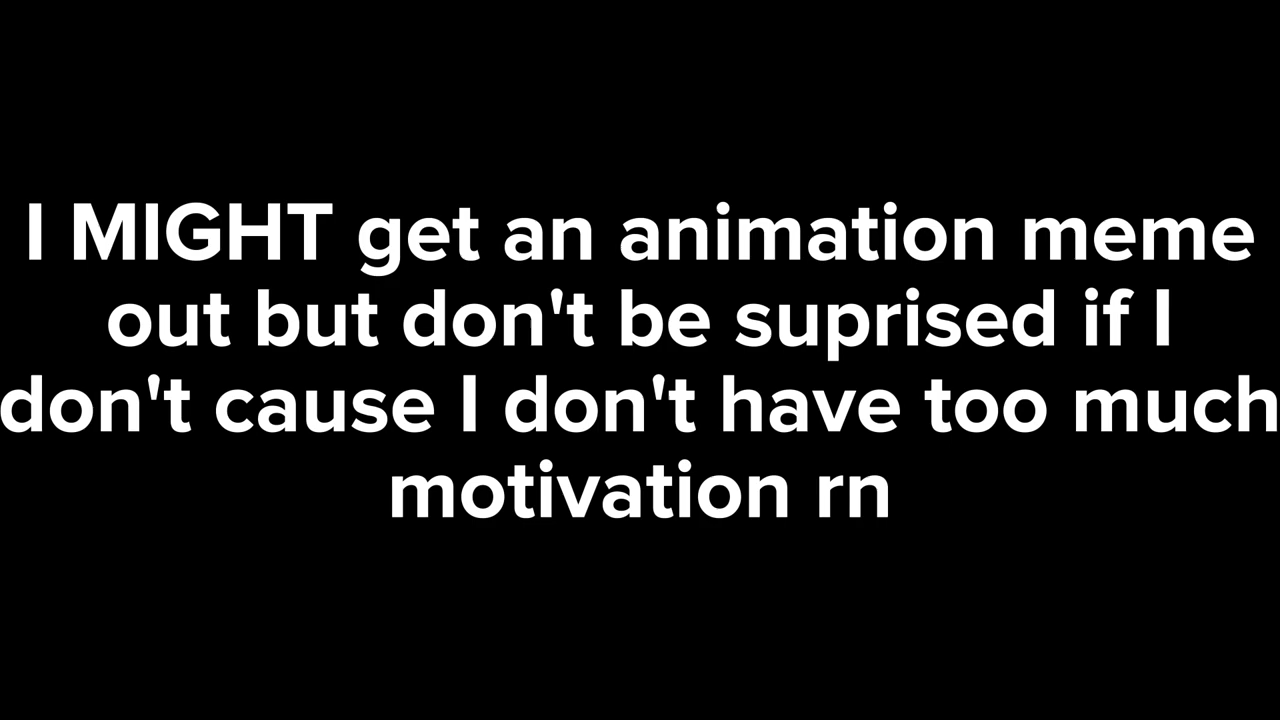 I MIGHT get an animation meme
out but don't be suprised if I
don't cause I don't have too much
motivation rn